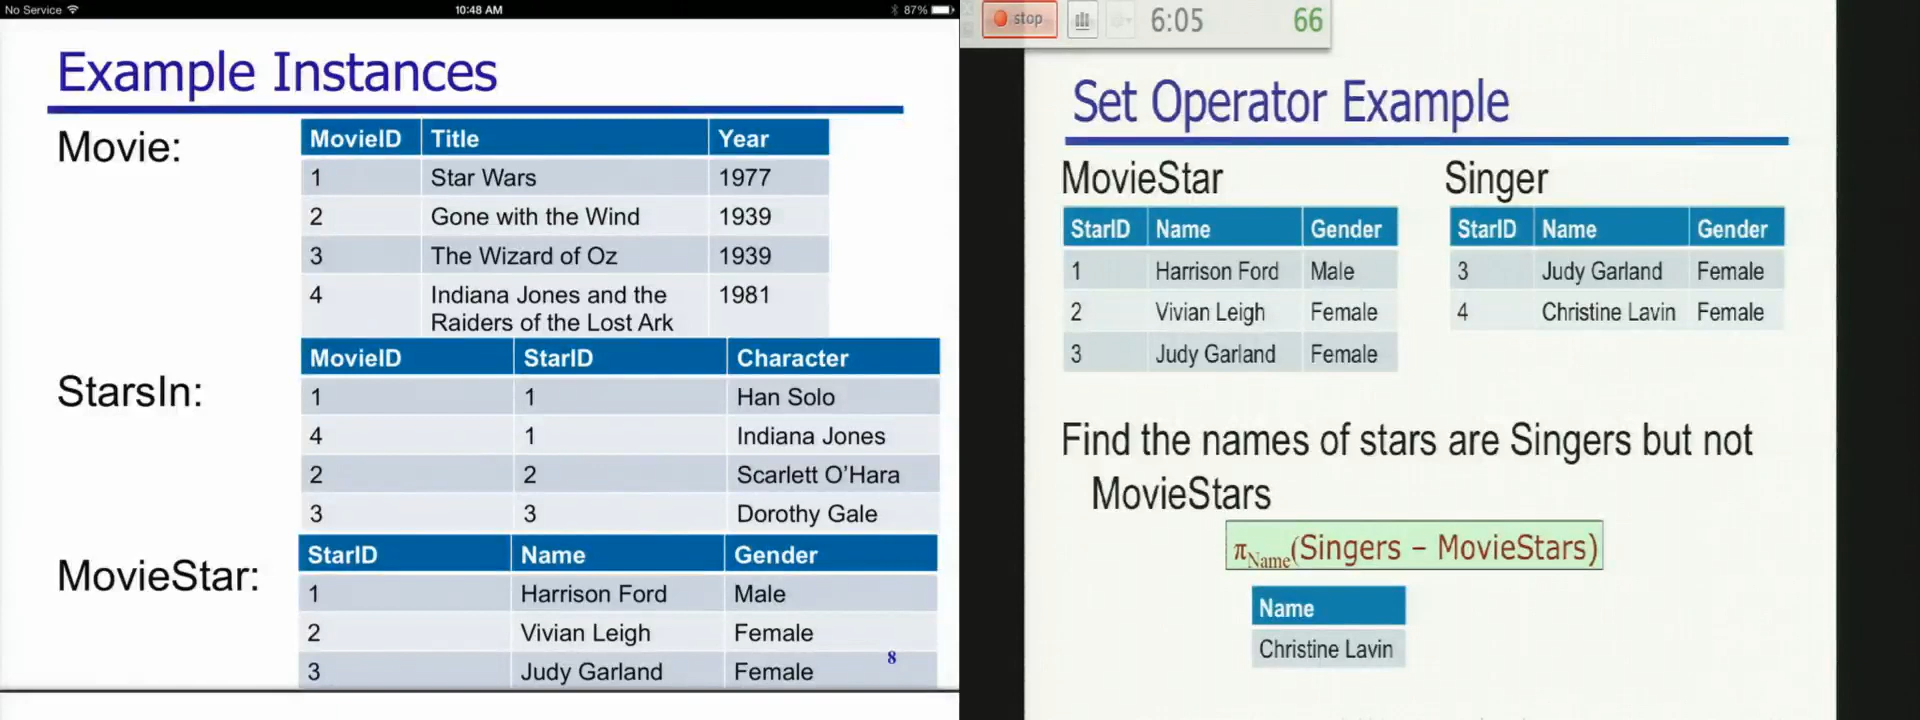 No Service 10:48 AM 87%
Example Instances
Movie:
MovieID Title Year
1 Star Wars 1977
2 Gone with the Wind 1939
3 The Wizard of Oz 1939
4 Indiana Jones and the 1981
Raiders of the Lost Ark
StarsIn:
MovieID StarID Character
1 1 Han Solo
4 1 Indiana Jones
2 2 Scarlett O'Hara
3 3 Dorothy Gale
MovieStar:
StarID Name Gender
1 Harrison Ford Male
2 Vivian Leigh Female
3 Judy Garland Female
8
stop 6:05 66
Set Operator Example
MovieStar
StarID Name Gender
1 Harrison Ford Male
2 Vivian Leigh Female
3 Judy Garland Female
Singer
StarID Name Gender
3 Judy Garland Female
4 Christine Lavin Female
Find the names of stars are Singers but not
MovieStars
πName(Singers – MovieStars)
Name
Christine Lavin